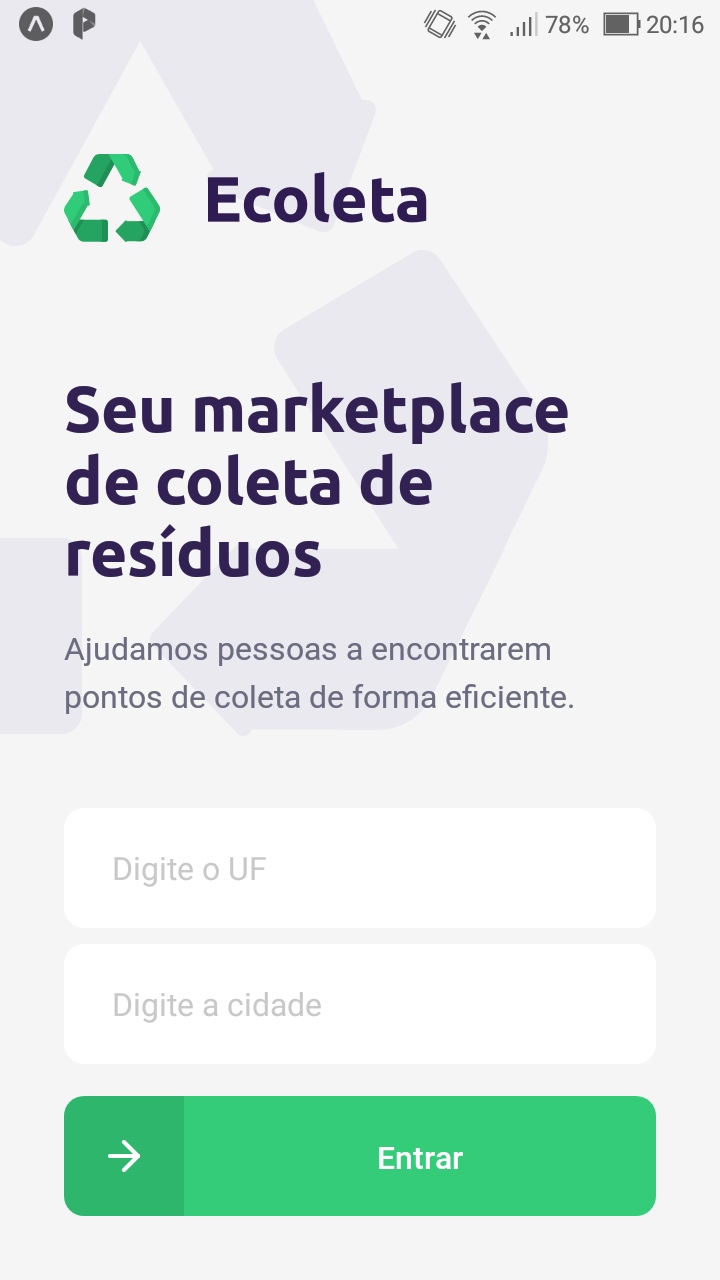 78% 20:16
Ecoleta
Seu marketplace
de coleta de
resíduos
Ajudamos pessoas a encontrarem
pontos de coleta de forma eficiente.
Digite o UF
Digite a cidade
Entrar